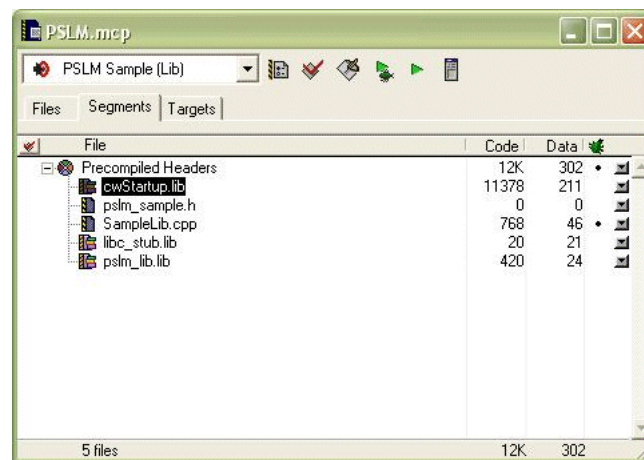 PSLM.mcp
PSLM Sample (Lib)
Files Segments Targets
File Code Data
Precompiled Headers 12K 302
cwStartup.lib 11378 211
pslm_sample.h 0 0
SampleLib.cpp 768 46
libc_stub.lib 20 21
pslm_lib.lib 420 24
5 files 12K 302